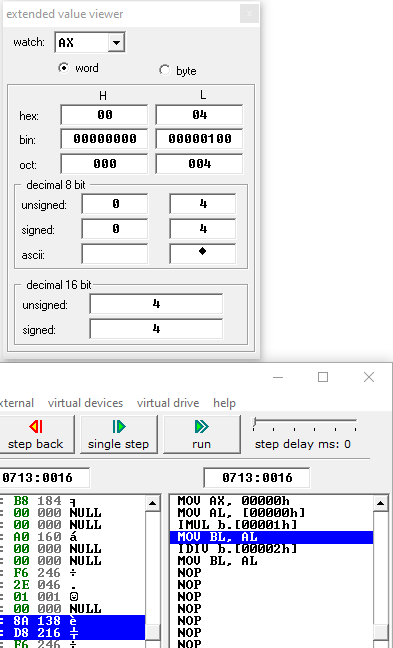 extended value viewer
watch: AX
word byte
H L
hex: 00 04
bin: 00000000 00000100
oct: 000 004
decimal 8 bit
unsigned: 0 4
signed: 0 4
ascii: ♦
decimal 16 bit
unsigned: 4
signed: 4
xternal virtual devices virtual drive help
step back single step run step delay ms: 0
0713:0016 0713:0016
: B8 184 ╕ MOV AX, 00000h
: 00 000 NULL MOV AL, [00000h]
: 00 000 NULL IMUL b.[00001h]
: A0 160 á MOV BL, AL
: 00 000 NULL IDIV b.[00002h]
: 00 000 NULL MOV BL, AL
: F6 246 ÷ NOP
: 2E 046 . NOP
: 01 001 ☺ NOP
: 00 000 NULL NOP
: 8A 138 è NOP
: D8 216 ╪ NOP
: F6 246 ÷ NOP